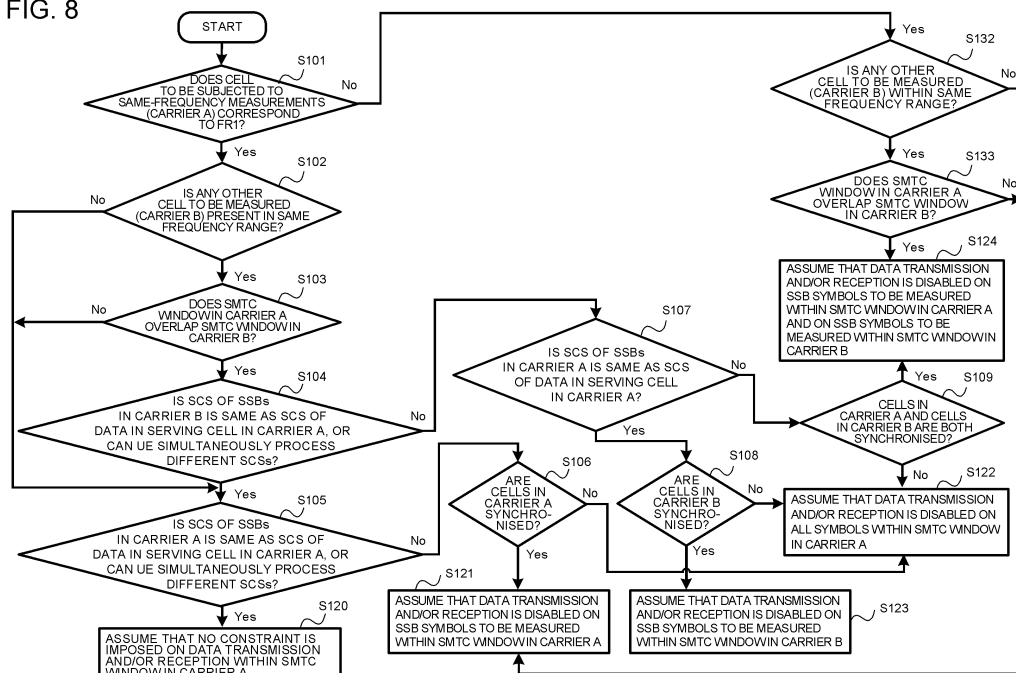 FIG. 8
START
S101
DOES CELL
TO BE SUBJECTED TO
SAME-FREQUENCY MEASUREMENTS
(CARRIER A) CORRESPOND
TO FR1?
No
Yes
S102
IS ANY OTHER
CELL TO BE MEASURED
(CARRIER B) PRESENT IN SAME
FREQUENCY RANGE?
No
Yes
S103
DOES SMTC
WINDOW IN CARRIER A
OVERLAP SMTC WINDOW IN
CARRIER B?
No
Yes
S104
IS SCS OF SSBs
IN CARRIER B IS SAME AS SCS OF
DATA IN SERVING CELL IN CARRIER A, OR
CAN UE SIMULTANEOUSLY PROCESS
DIFFERENT SCSs?
No
Yes
S105
IS SCS OF SSBs
IN CARRIER A IS SAME AS SCS OF
DATA IN SERVING CELL IN CARRIER A, OR
CAN UE SIMULTANEOUSLY PROCESS
DIFFERENT SCSs?
No
Yes
S120
ASSUME THAT NO CONSTRAINT IS
IMPOSED ON DATA TRANSMISSION
AND/OR RECEPTION WITHIN SMTC
WINDOW IN CARRIER A
S107
IS SCS OF SSBs
IN CARRIER A IS SAME AS SCS
OF DATA IN SERVING CELL
IN CARRIER A?
No
Yes
S106
ARE
CELLS IN
CARRIER A
SYNCHRO-
NISED?
No
Yes
S108
ARE
CELLS IN
CARRIER B
SYNCHRO-
NISED?
No
Yes
S121
ASSUME THAT DATA TRANSMISSION
AND/OR RECEPTION IS DISABLED ON
SSB SYMBOLS TO BE MEASURED
WITHIN SMTC WINDOW IN CARRIER A
S123
ASSUME THAT DATA TRANSMISSION
AND/OR RECEPTION IS DISABLED ON
SSB SYMBOLS TO BE MEASURED
WITHIN SMTC WINDOW IN CARRIER B
Yes
S132
IS ANY OTHER
CELL TO BE MEASURED
(CARRIER B) WITHIN SAME
FREQUENCY RANGE?
No
Yes
S133
DOES SMTC
WINDOW IN CARRIER A
OVERLAP SMTC WINDOW
IN CARRIER B?
No
Yes
S124
ASSUME THAT DATA TRANSMISSION
AND/OR RECEPTION IS DISABLED ON
SSB SYMBOLS TO BE MEASURED
WITHIN SMTC WINDOW IN CARRIER A
AND ON SSB SYMBOLS TO BE
MEASURED WITHIN SMTC WINDOW IN
CARRIER B
Yes
S109
CELLS IN
CARRIER A AND CELLS
IN CARRIER B ARE BOTH
SYNCHRONISED?
No
S122
ASSUME THAT DATA TRANSMISSION
AND/OR RECEPTION IS DISABLED ON
ALL SYMBOLS WITHIN SMTC WINDOW
IN CARRIER A